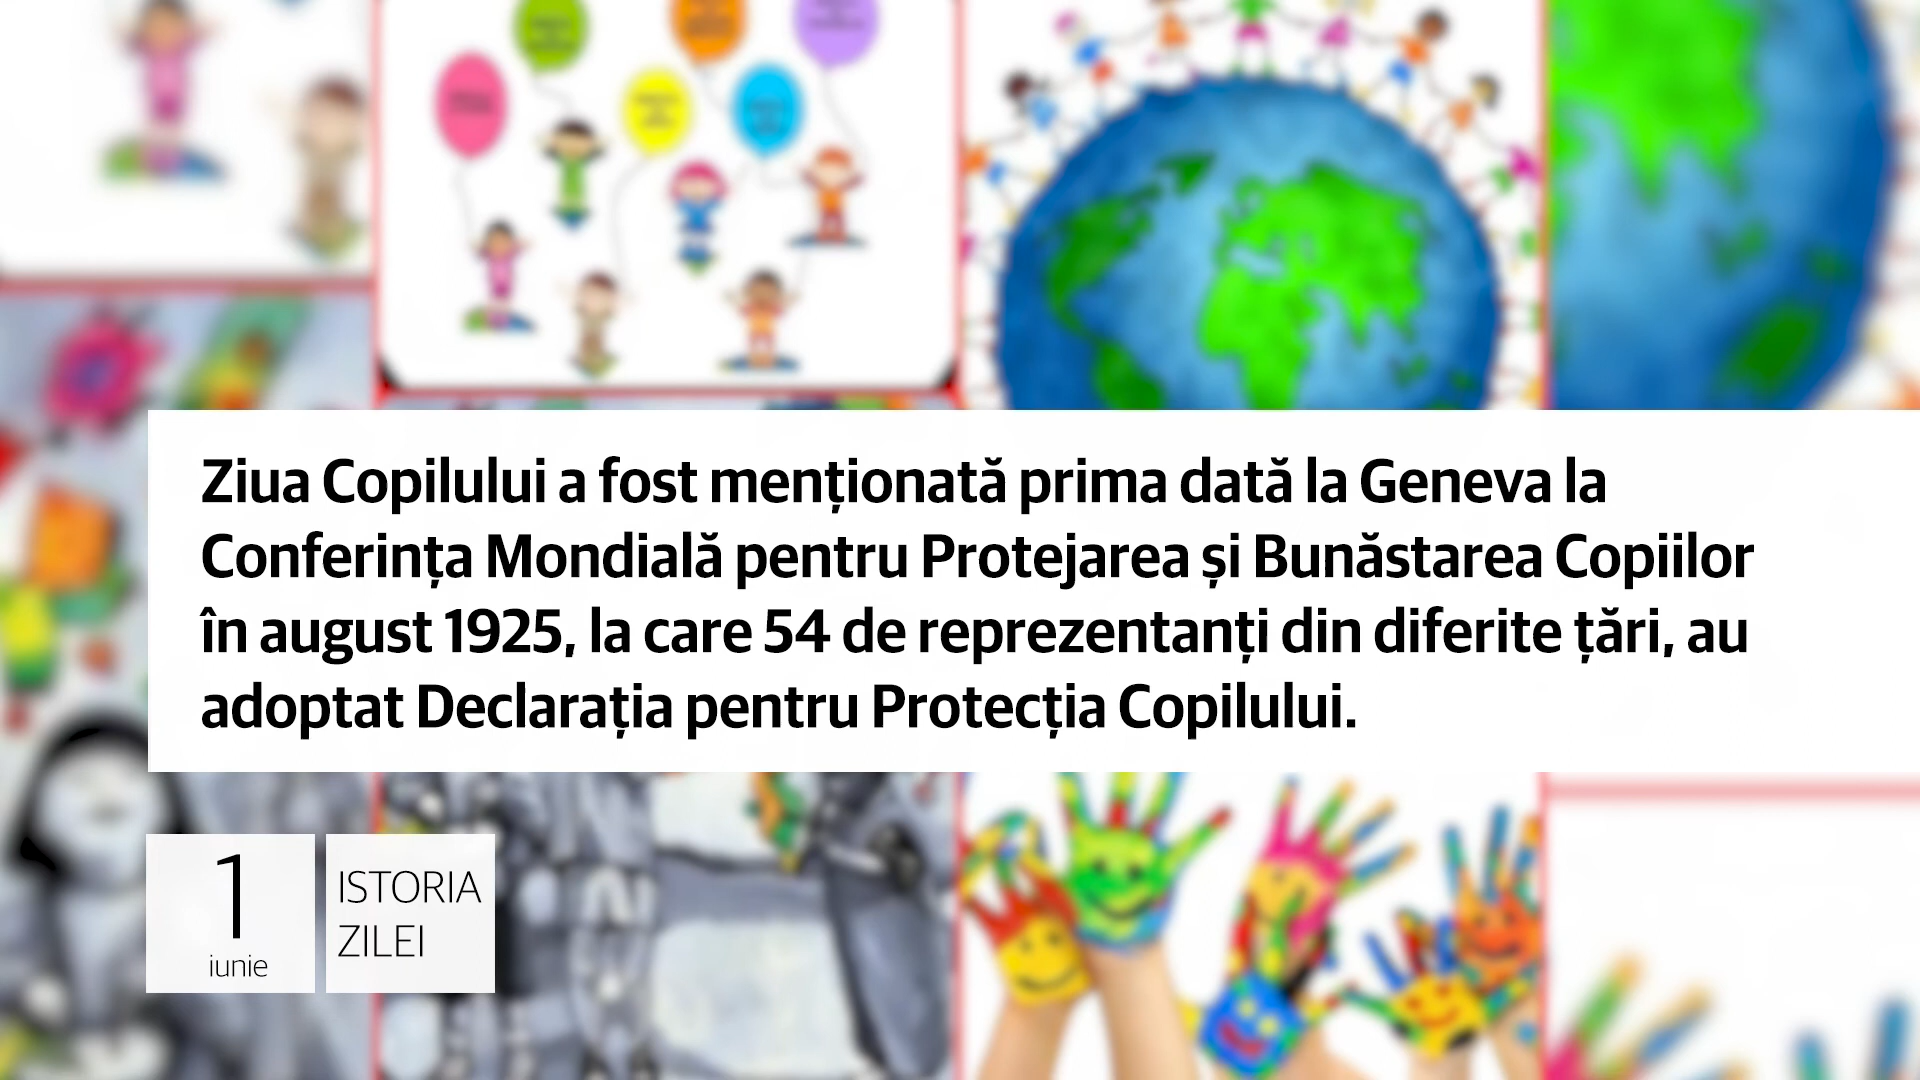 Ziua Copilului a fost menționată prima dată la Geneva la
Conferința Mondială pentru Protejarea și Bunăstarea Copiilor
în august 1925, la care 54 de reprezentanți din diferite țări, au
adoptat Declarația pentru Protecția Copilului.
1
iunie
ISTORIA
ZILEI